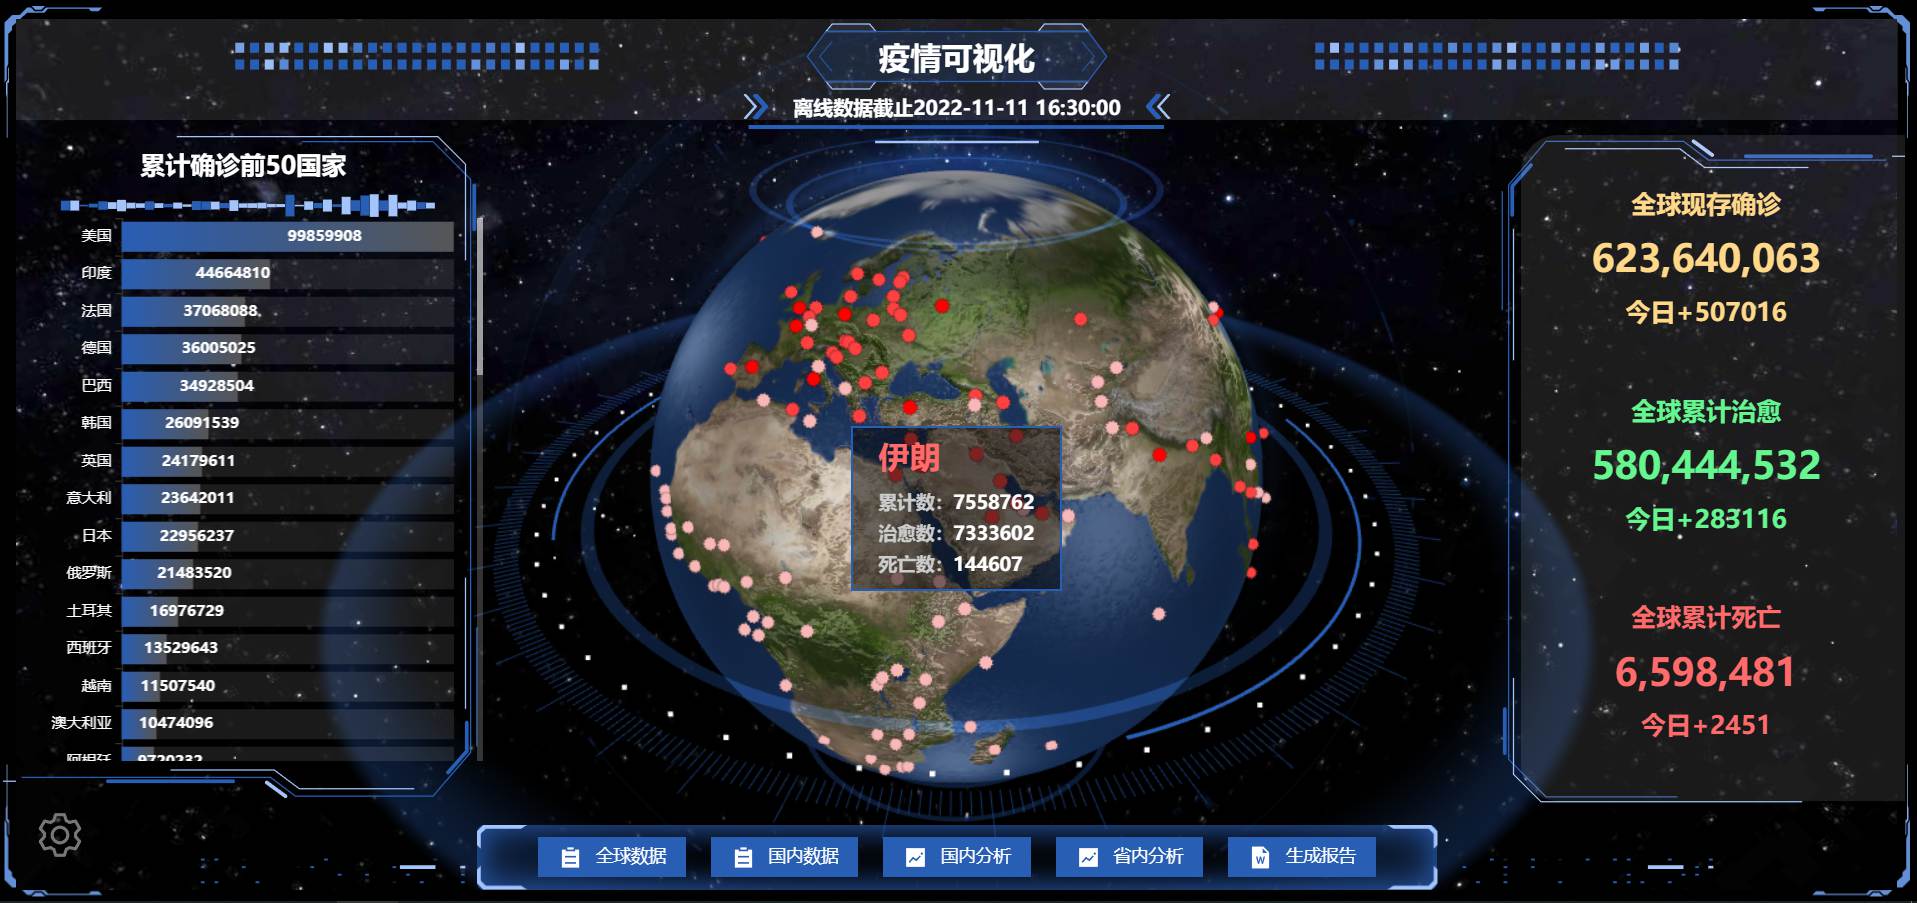 疫情可视化
离线数据截止2022-11-11 16:30:00
累计确诊前50国家
美国 99859908
印度 44664810
法国 37068088
德国 36005025
巴西 34928504
韩国 26091539
英国 24179611
意大利 23642011
日本 22956237
俄罗斯 21483520
土耳其 16976729
西班牙 13529643
越南 11507540
澳大利亚 10474096
阿根廷 9720232
伊朗
累计数：7558762
治愈数：7333602
死亡数：144607
全球现存确诊
623,640,063
今日+507016
全球累计治愈
580,444,532
今日+283116
全球累计死亡
6,598,481
今日+2451
全球数据 国内数据 国内分析 省内分析 生成报告